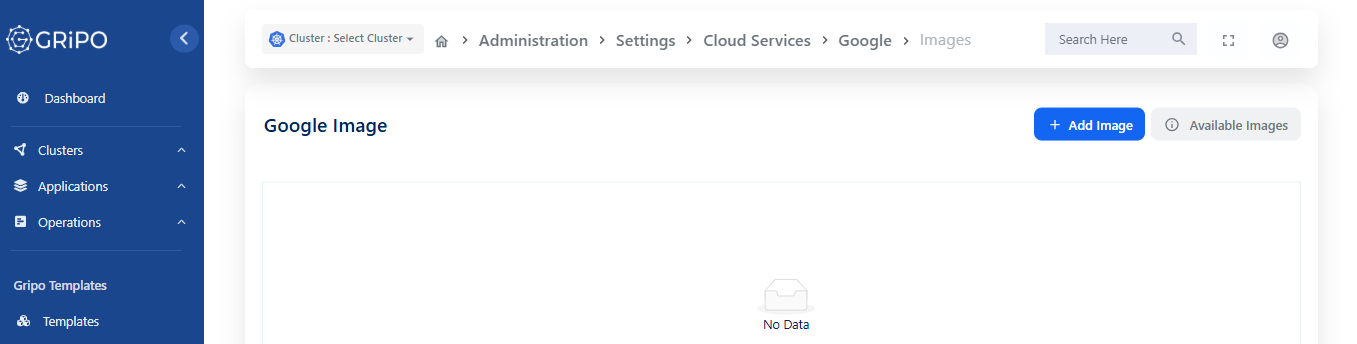 GRiPO
Cluster : Select Cluster
Administration > Settings > Cloud Services > Google > Images
Search Here
Dashboard
Clusters
Applications
Operations
Gripo Templates
Templates
Google Image
+ Add Image
Available Images
No Data